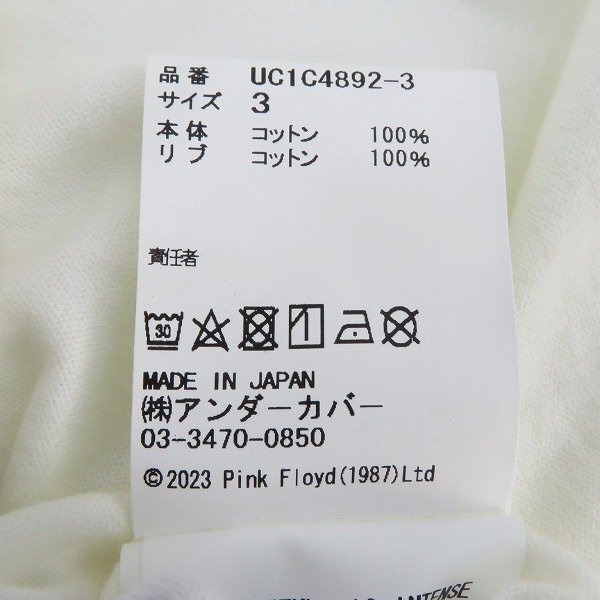 品番 UC1C4892-3
サイズ 3
本体 コットン 100%
リブ コットン 100%
責任者
30
MADE IN JAPAN
㈱アンダーカバー
03-3470-0850
©2023 Pink Floyd(1987)Ltd
INTENSE